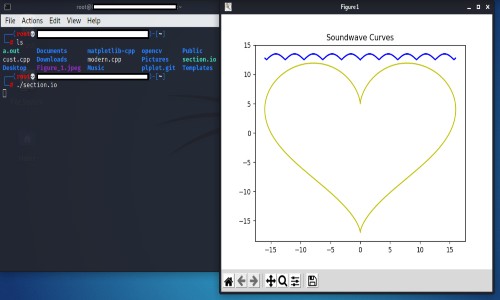 root@
File Actions Edit View Help
root@ - [~]
# ls
a.out Documents matplotlib-cpp opencv Public
cust.cpp Downloads modern.cpp Pictures section.io
Desktop Figure_1.jpeg Music plplat.git Templates
root@ - [~]
# ./section.io
Figure 1
Soundwave Curves
15
10
5
0
−5
−10
−15
−15 −10 −5 0 5 10 15